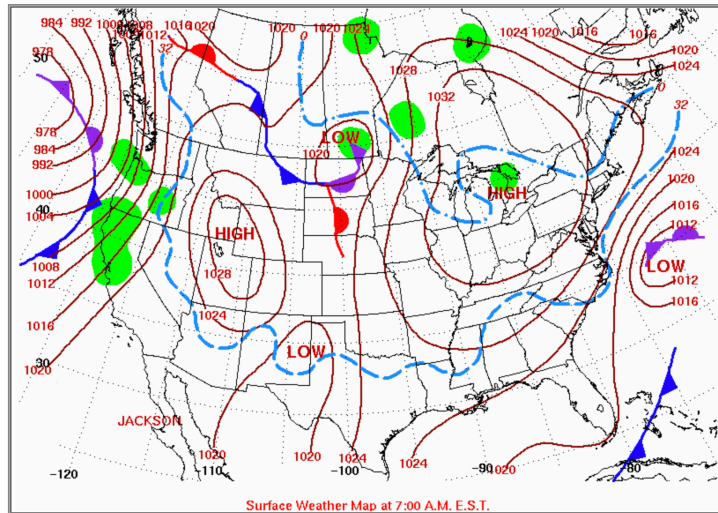 984 992 1000 1008 1012 1016 1020 1020 1020 1024 1024 1020 1016 1016
978 32 0 1020
50 1028 1024
1032 0
32
978
984
992 LOW
1020 1024
1000 HIGH 1020
1004 1016
40 1012
HIGH
1008 LOW
1012 1028 1012
1016
1024
1016
LOW
30
1020
JACKSON
1020 1020 1024 1024 1020
-120 -110 -100 -90 -80
Surface Weather Map at 7:00 A.M. E.S.T.